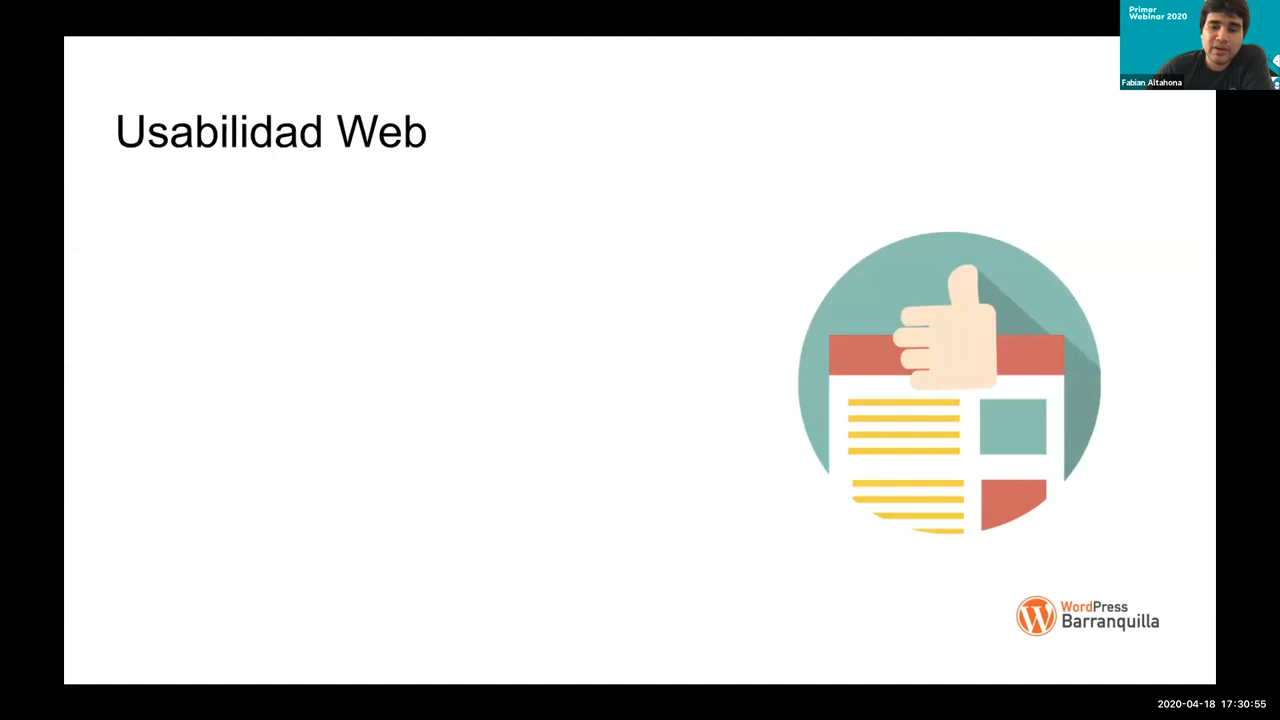 Primer
Webinar 2020
Fabian Altahona
Usabilidad Web
WordPress
Barranquilla
2020-04-18 17:30:55